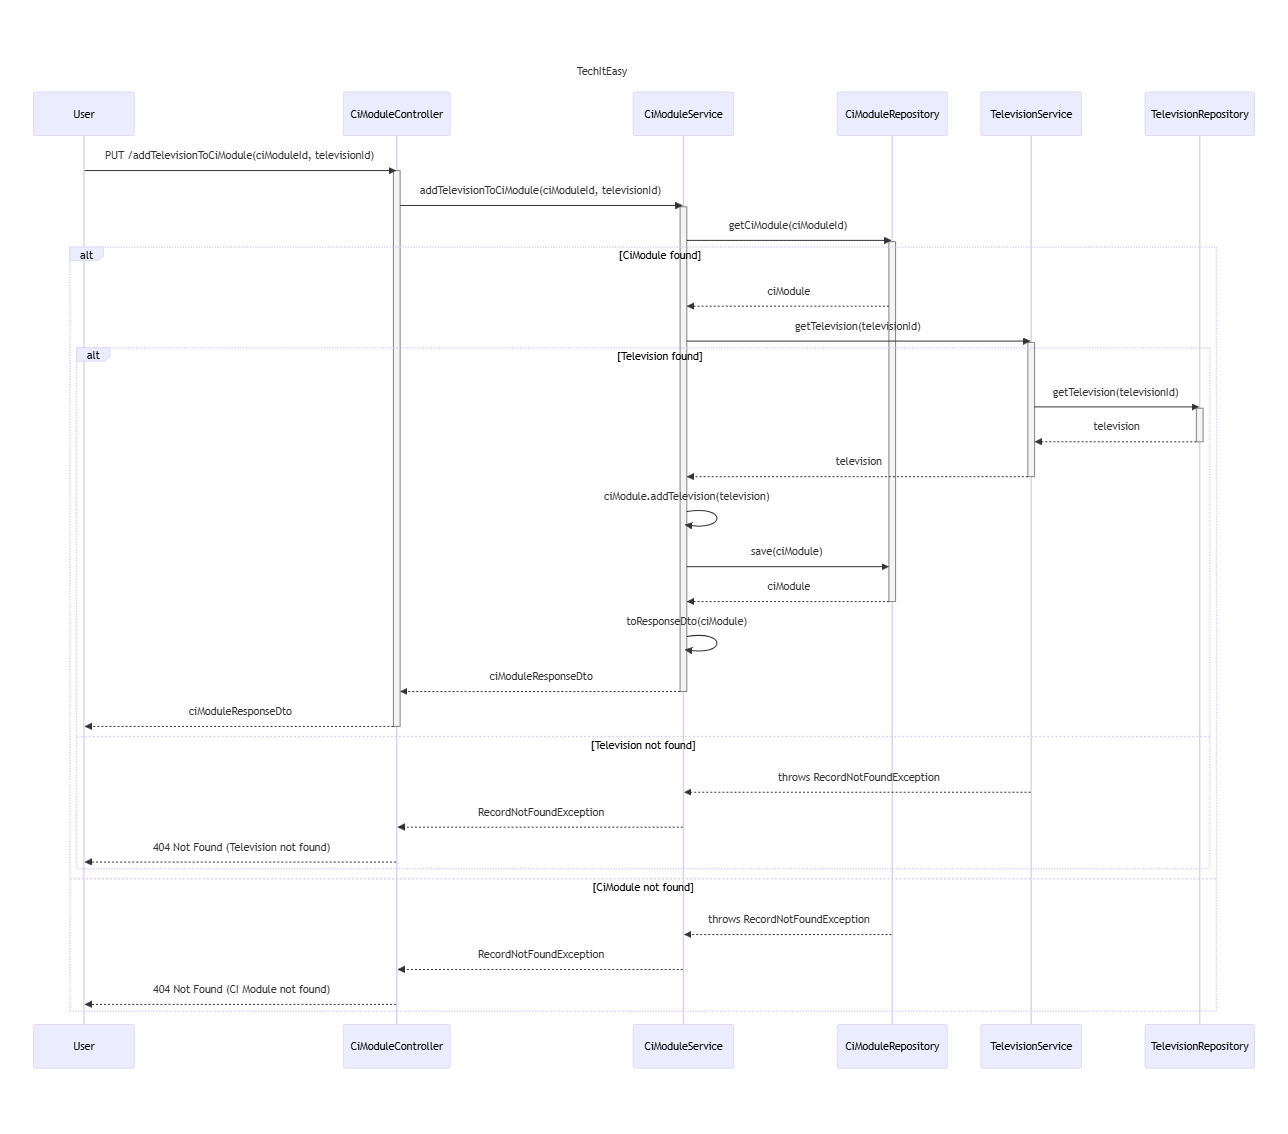 TechItEasy
User
CiModuleController
CiModuleService
CiModuleRepository
TelevisionService
TelevisionRepository
PUT /addTelevisionToCiModule(ciModuleId, televisionId)
addTelevisionToCiModule(ciModuleId, televisionId)
getCiModule(ciModuleId)
alt
[CiModule found]
ciModule
getTelevision(televisionId)
alt
[Television found]
getTelevision(televisionId)
television
television
ciModule.addTelevision(television)
save(ciModule)
ciModule
toResponseDto(ciModule)
ciModuleResponseDto
ciModuleResponseDto
[Television not found]
throws RecordNotFoundException
RecordNotFoundException
404 Not Found (Television not found)
[CiModule not found]
throws RecordNotFoundException
RecordNotFoundException
404 Not Found (CI Module not found)
User
CiModuleController
CiModuleService
CiModuleRepository
TelevisionService
TelevisionRepository